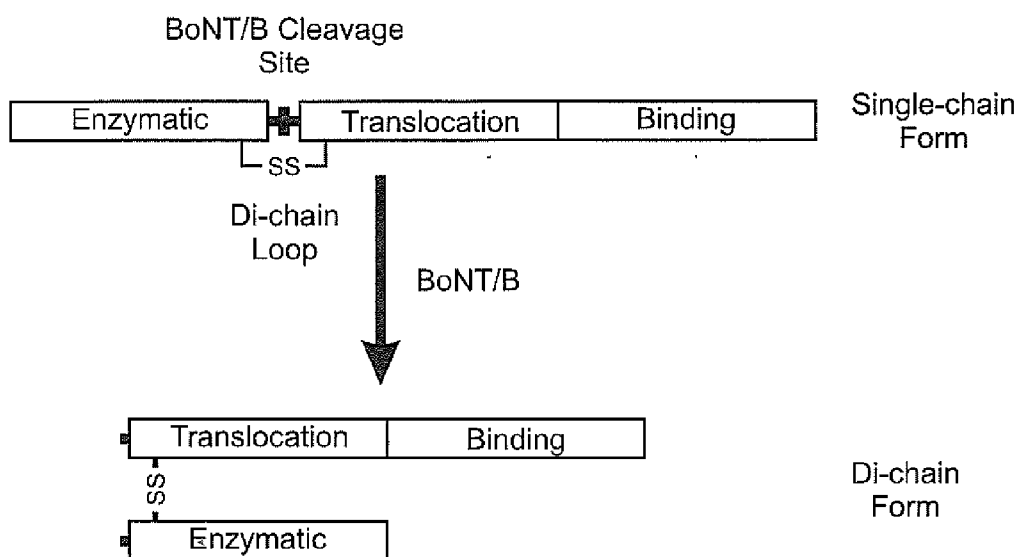 BoNT/B Cleavage
Site
Enzymatic
Translocation
Binding
Single-chain
Form
SS
Di-chain
Loop
BoNT/B
Translocation
Binding
SS
Enzymatic
Di-chain
Form